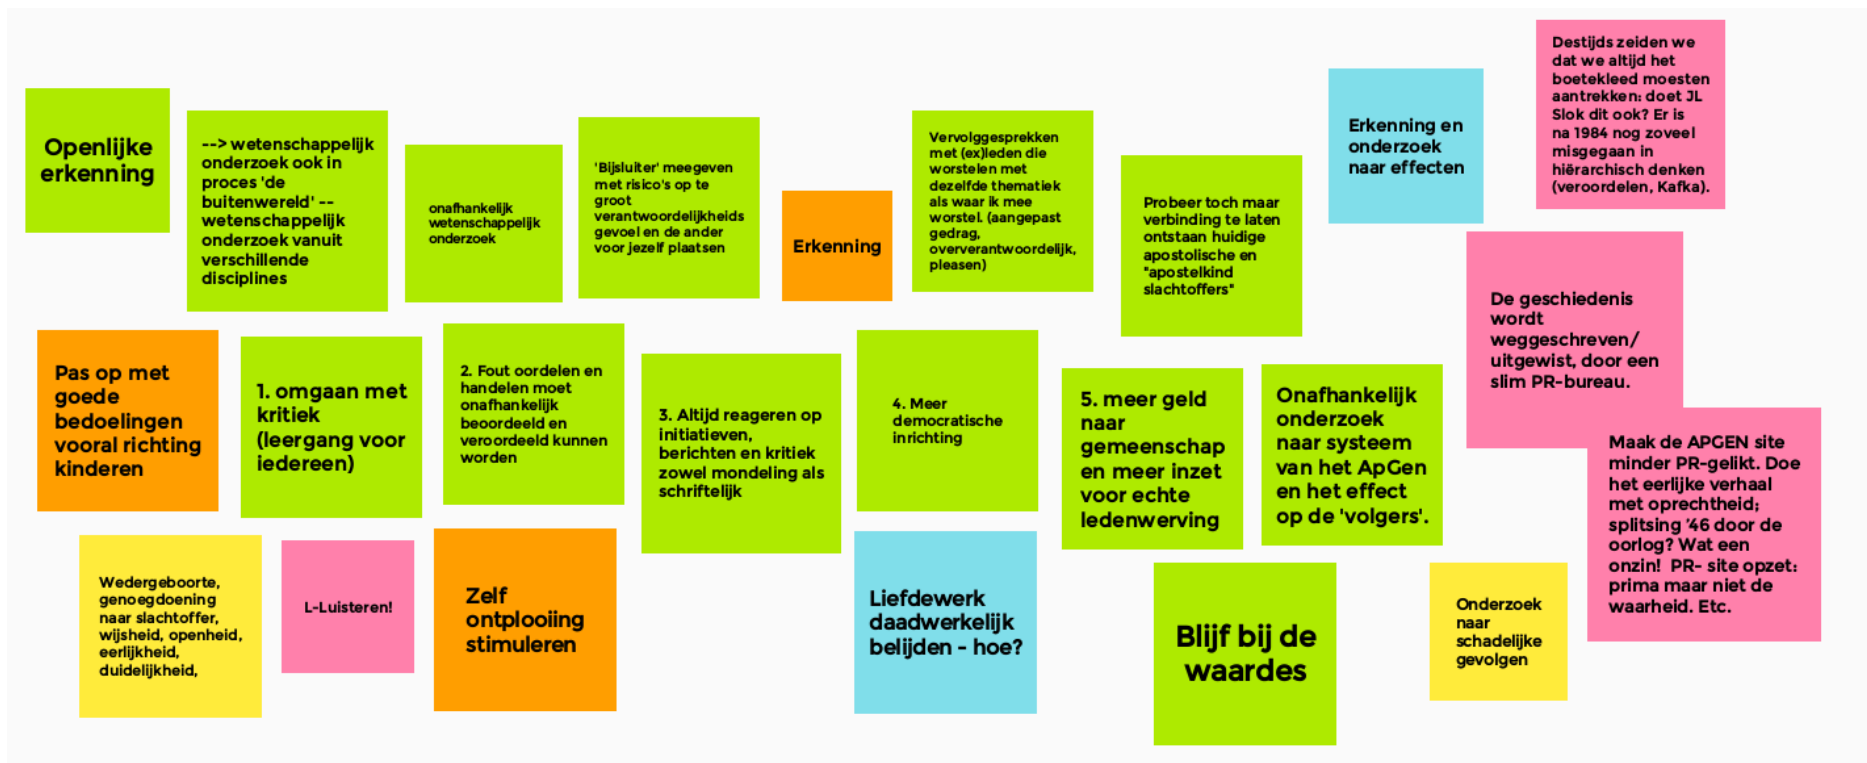 Openlijke
erkenning
--> wetenschappelijk
onderzoek ook in
proces 'de
buitenwereld' --
wetenschappelijk
onderzoek vanuit
verschillende
disciplines
onafhankelijk
wetenschappelijk
onderzoek
'Bijsluiter' meegeven
met risico's op te
groot
verantwoordelijkheids
gevoel en de ander
voor jezelf plaatsen
Erkenning
Vervolggesprekken
met (ex)leden die
worstelen met
dezelfde thematiek
als waar ik mee
worstel. (aangepast
gedrag,
oververantwoordelijk,
pleasen)
Probeer toch maar
verbinding te laten
ontstaan huidige
apostolische en
"apostelkind
slachtoffers"
Erkenning en
onderzoek
naar effecten
Destijds zeiden we
dat we altijd het
boetekleed moesten
aantrekken: doet JL
Slok dit ook? Er is
na 1984 nog zoveel
misgegaan in
hiërarchisch denken
(veroordelen, Kafka).
De geschiedenis
wordt
weggeschreven/
uitgewist, door een
slim PR-bureau.
Pas op met
goede
bedoelingen
vooral richting
kinderen
1. omgaan met
kritiek
(leergang voor
iedereen)
2. Fout oordelen en
handelen moet
onafhankelijk
beoordeeld en
veroordeeld kunnen
worden
3. Altijd reageren op
initiatieven,
berichten en kritiek
zowel mondeling als
schriftelijk
4. Meer
democratische
inrichting
5. meer geld
naar
gemeenschap
en meer inzet
voor echte
ledenwerving
Onafhankelijk
onderzoek
naar systeem
van het ApGen
en het effect
op de 'volgers'.
Maak de APGEN site
minder PR-gelikt. Doe
het eerlijke verhaal
met oprechtheid;
splitsing '46 door de
oorlog? Wat een
onzin! PR- site opzet:
prima maar niet de
waarheid. Etc.
Wedergeboorte,
genoegdoening
naar slachtoffer,
wijsheid, openheid,
eerlijkheid,
duidelijkheid,
L-Luisteren!
Zelf
ontplooiing
stimuleren
Liefdewerk
daadwerkelijk
belijden - hoe?
Blijf bij de
waardes
Onderzoek
naar
schadelijke
gevolgen